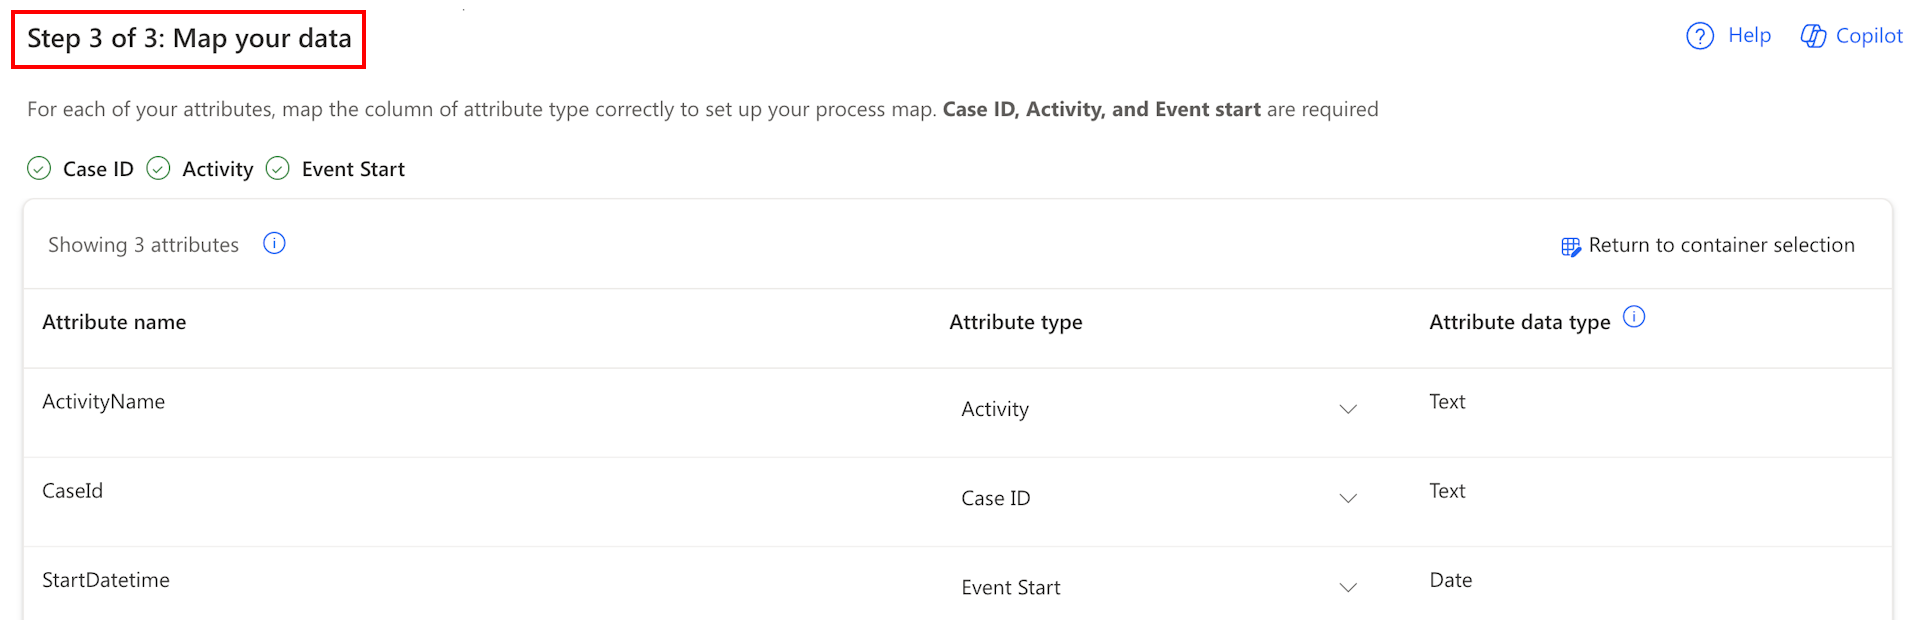 Step 3 of 3: Map your data
Help
Copilot
For each of your attributes, map the column of attribute type correctly to set up your process map. Case ID, Activity, and Event start are required
Case ID Activity Event Start
Showing 3 attributes
Return to container selection
Attribute name Attribute type Attribute data type
ActivityName Activity Text
CaseId Case ID Text
StartDatetime Event Start Date